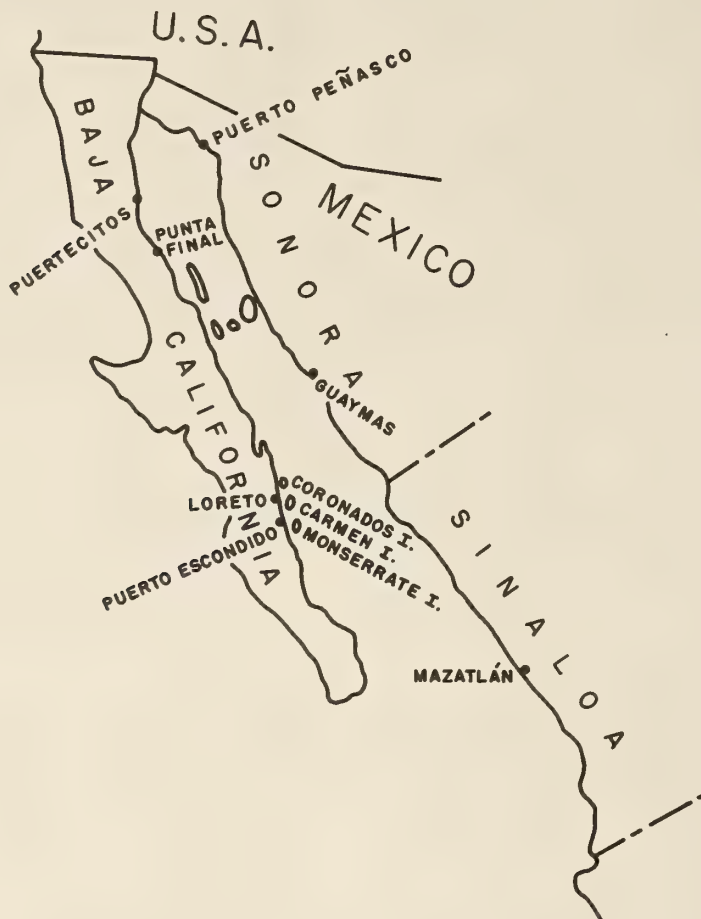 U.S.A.
PUERTO PEÑASCO
BAJA
SONORA
MEXICO
PUERTECITOS
PUNTA
FINAL
CALIFORNIA
GUAYMAS
CORONADOS I.
LORETO
CARMEN I.
MONSERRATE I.
PUERTO ESCONDIDO
SINALOA
MAZATLÁN